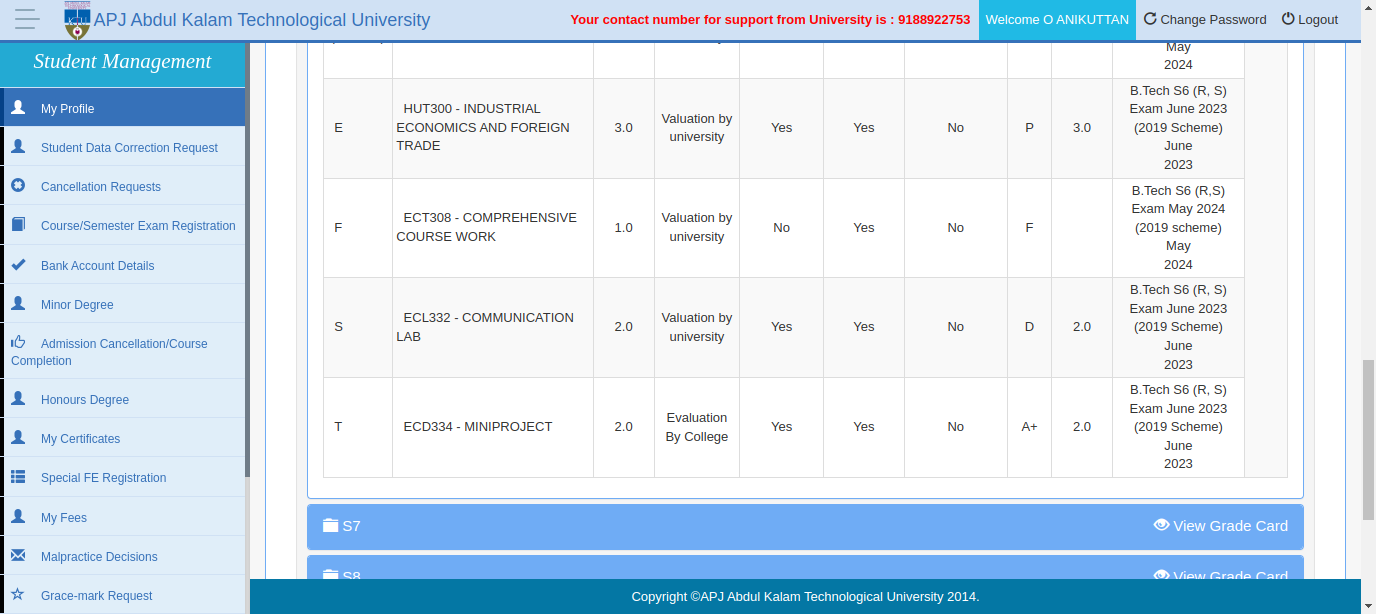 APJ Abdul Kalam Technological University
Your contact number for support from University is : 9188922753
Welcome O ANIKUTTAN
Change Password
Logout
Student Management
My Profile
Student Data Correction Request
Cancellation Requests
Course/Semester Exam Registration
Bank Account Details
Minor Degree
Admission Cancellation/Course
Completion
Honours Degree
My Certificates
Special FE Registration
My Fees
Malpractice Decisions
Grace-mark Request
May
2024
E
HUT300 - INDUSTRIAL
ECONOMICS AND FOREIGN
TRADE
3.0
Valuation by
university
Yes
Yes
No
P
3.0
B.Tech S6 (R, S)
Exam June 2023
(2019 Scheme)
June
2023
F
ECT308 - COMPREHENSIVE
COURSE WORK
1.0
Valuation by
university
No
Yes
No
F
B.Tech S6 (R,S)
Exam May 2024
(2019 scheme)
May
2024
S
ECL332 - COMMUNICATION
LAB
2.0
Valuation by
university
Yes
Yes
No
D
2.0
B.Tech S6 (R, S)
Exam June 2023
(2019 Scheme)
June
2023
T
ECD334 - MINIPROJECT
2.0
Evaluation
By College
Yes
Yes
No
A+
2.0
B.Tech S6 (R, S)
Exam June 2023
(2019 Scheme)
June
2023
S7
View Grade Card
S8
View Grade Card
Copyright ©APJ Abdul Kalam Technological University 2014.